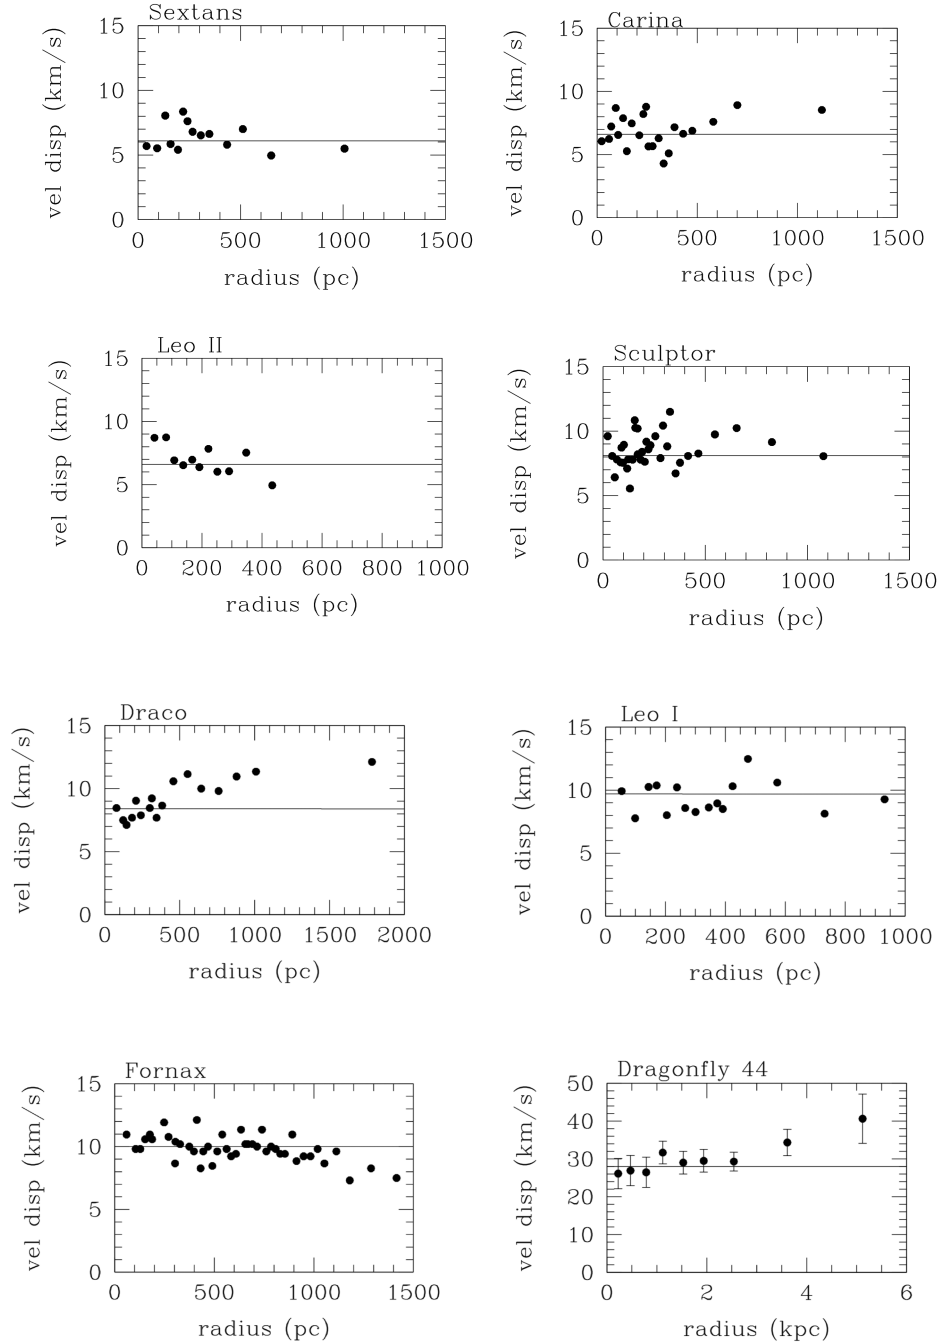 Sextans
vel disp (km/s)
15
10
5
0
0 500 1000 1500
radius (pc)
Carina
vel disp (km/s)
15
10
5
0
0 500 1000 1500
radius (pc)
Leo II
vel disp (km/s)
15
10
5
0
0 200 400 600 800 1000
radius (pc)
Sculptor
vel disp (km/s)
15
10
5
0
0 500 1000 1500
radius (pc)
Draco
vel disp (km/s)
15
10
5
0
0 500 1000 1500 2000
radius (pc)
Leo I
vel disp (km/s)
15
10
5
0
0 200 400 600 800 1000
radius (pc)
Fornax
vel disp (km/s)
15
10
5
0
0 500 1000 1500
radius (pc)
Dragonfly 44
vel disp (km/s)
50
40
30
20
10
0
0 2 4 6
radius (kpc)